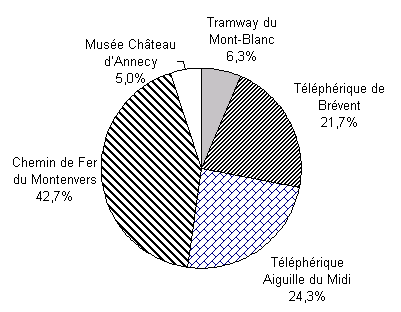 Tramway du
Mont-Blanc
6,3%
Musée Château
d'Annecy
5,0%
Téléphérique de
Brévent
21,7%
Chemin de Fer
du Montenvers
42,7%
Téléphérique
Aiguille du Midi
24,3%